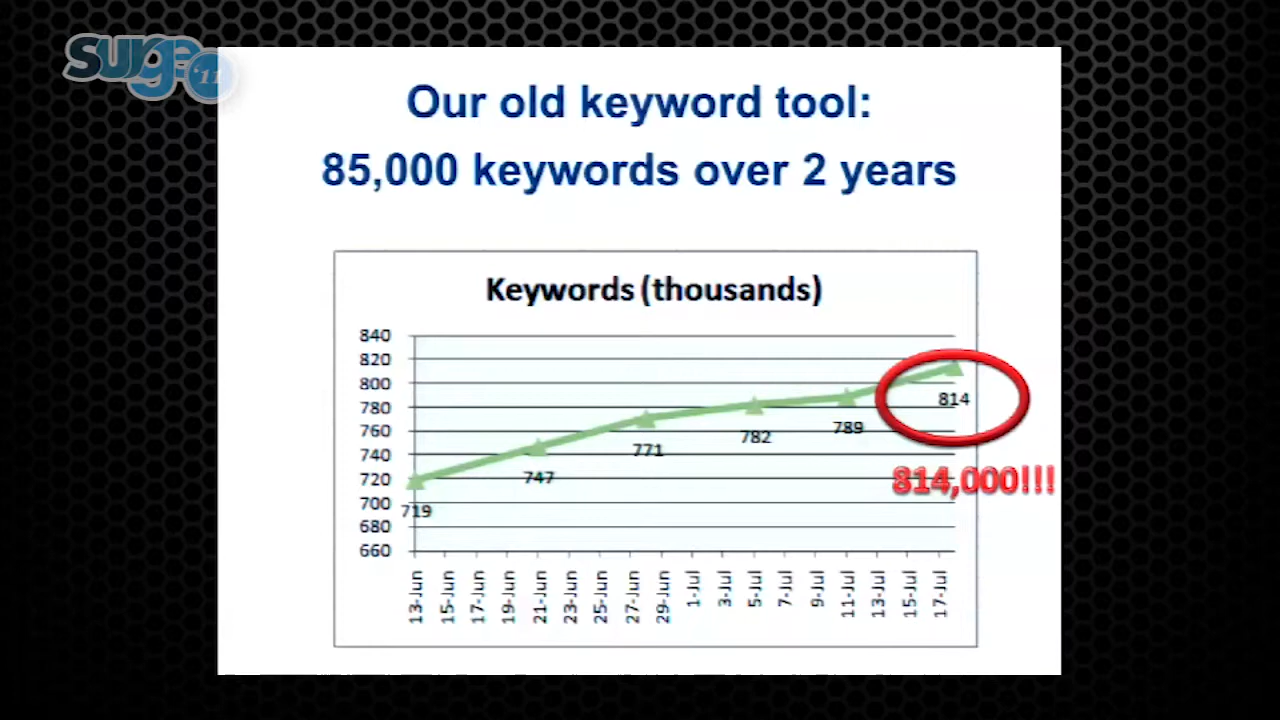 surge '11
Our old keyword tool:
85,000 keywords over 2 years
Keywords (thousands)
840
820
800
780
760
740
720
700
680
660
719
747
771
782
789
814
814,000!!!
13-Jun
15-Jun
17-Jun
19-Jun
21-Jun
23-Jun
25-Jun
27-Jun
29-Jun
1-Jul
3-Jul
5-Jul
7-Jul
9-Jul
11-Jul
13-Jul
15-Jul
17-Jul